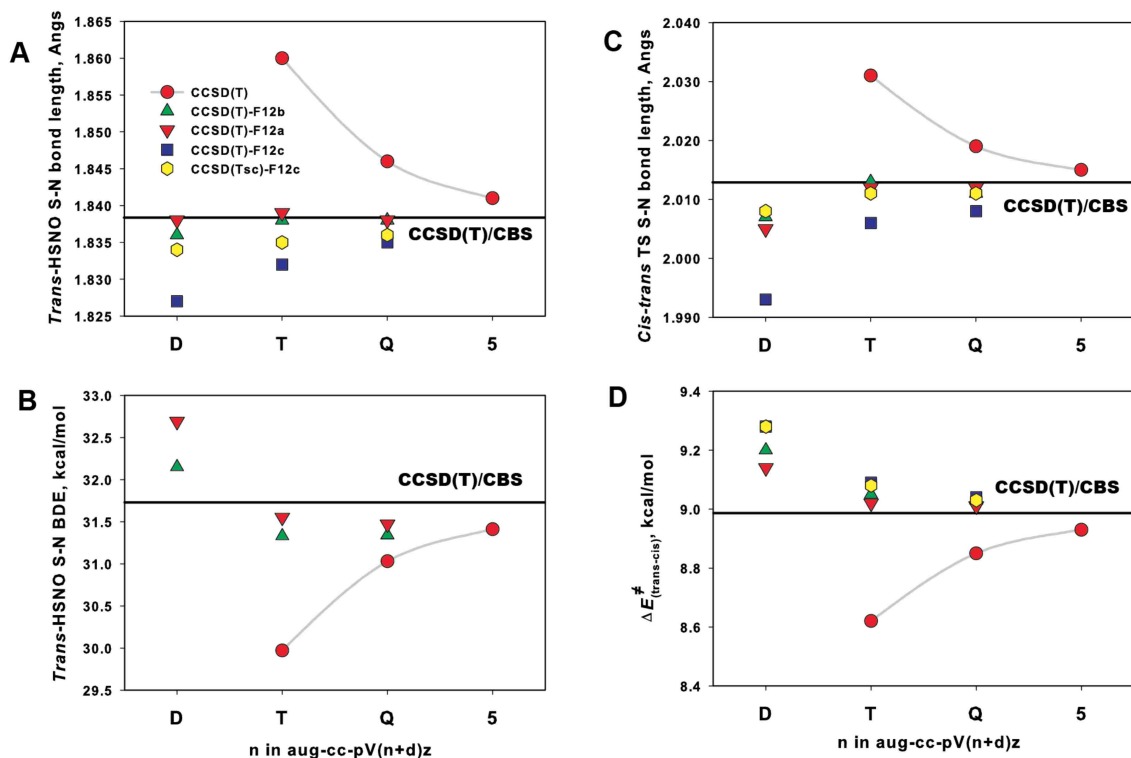 A
Trans-HSNO S-N bond length, Angs
1.865
1.860
1.855
1.850
1.845
1.840
1.835
1.830
1.825
CCSD(T)
CCSD(T)-F12b
CCSD(T)-F12a
CCSD(T)-F12c
CCSD(Tsc)-F12c
CCSD(T)/CBS
D T Q 5
C
Cis-trans TS S-N bond length, Angs
2.040
2.030
2.020
2.010
2.000
1.990
CCSD(T)/CBS
D T Q 5
B
Trans-HSNO S-N BDE, kcal/mol
33.0
32.5
32.0
31.5
31.0
30.5
30.0
29.5
CCSD(T)/CBS
D T Q 5
n in aug-cc-pV(n+d)z
D
ΔE≠(trans-cis), kcal/mol
9.4
9.2
9.0
8.8
8.6
8.4
CCSD(T)/CBS
D T Q 5
n in aug-cc-pV(n+d)z